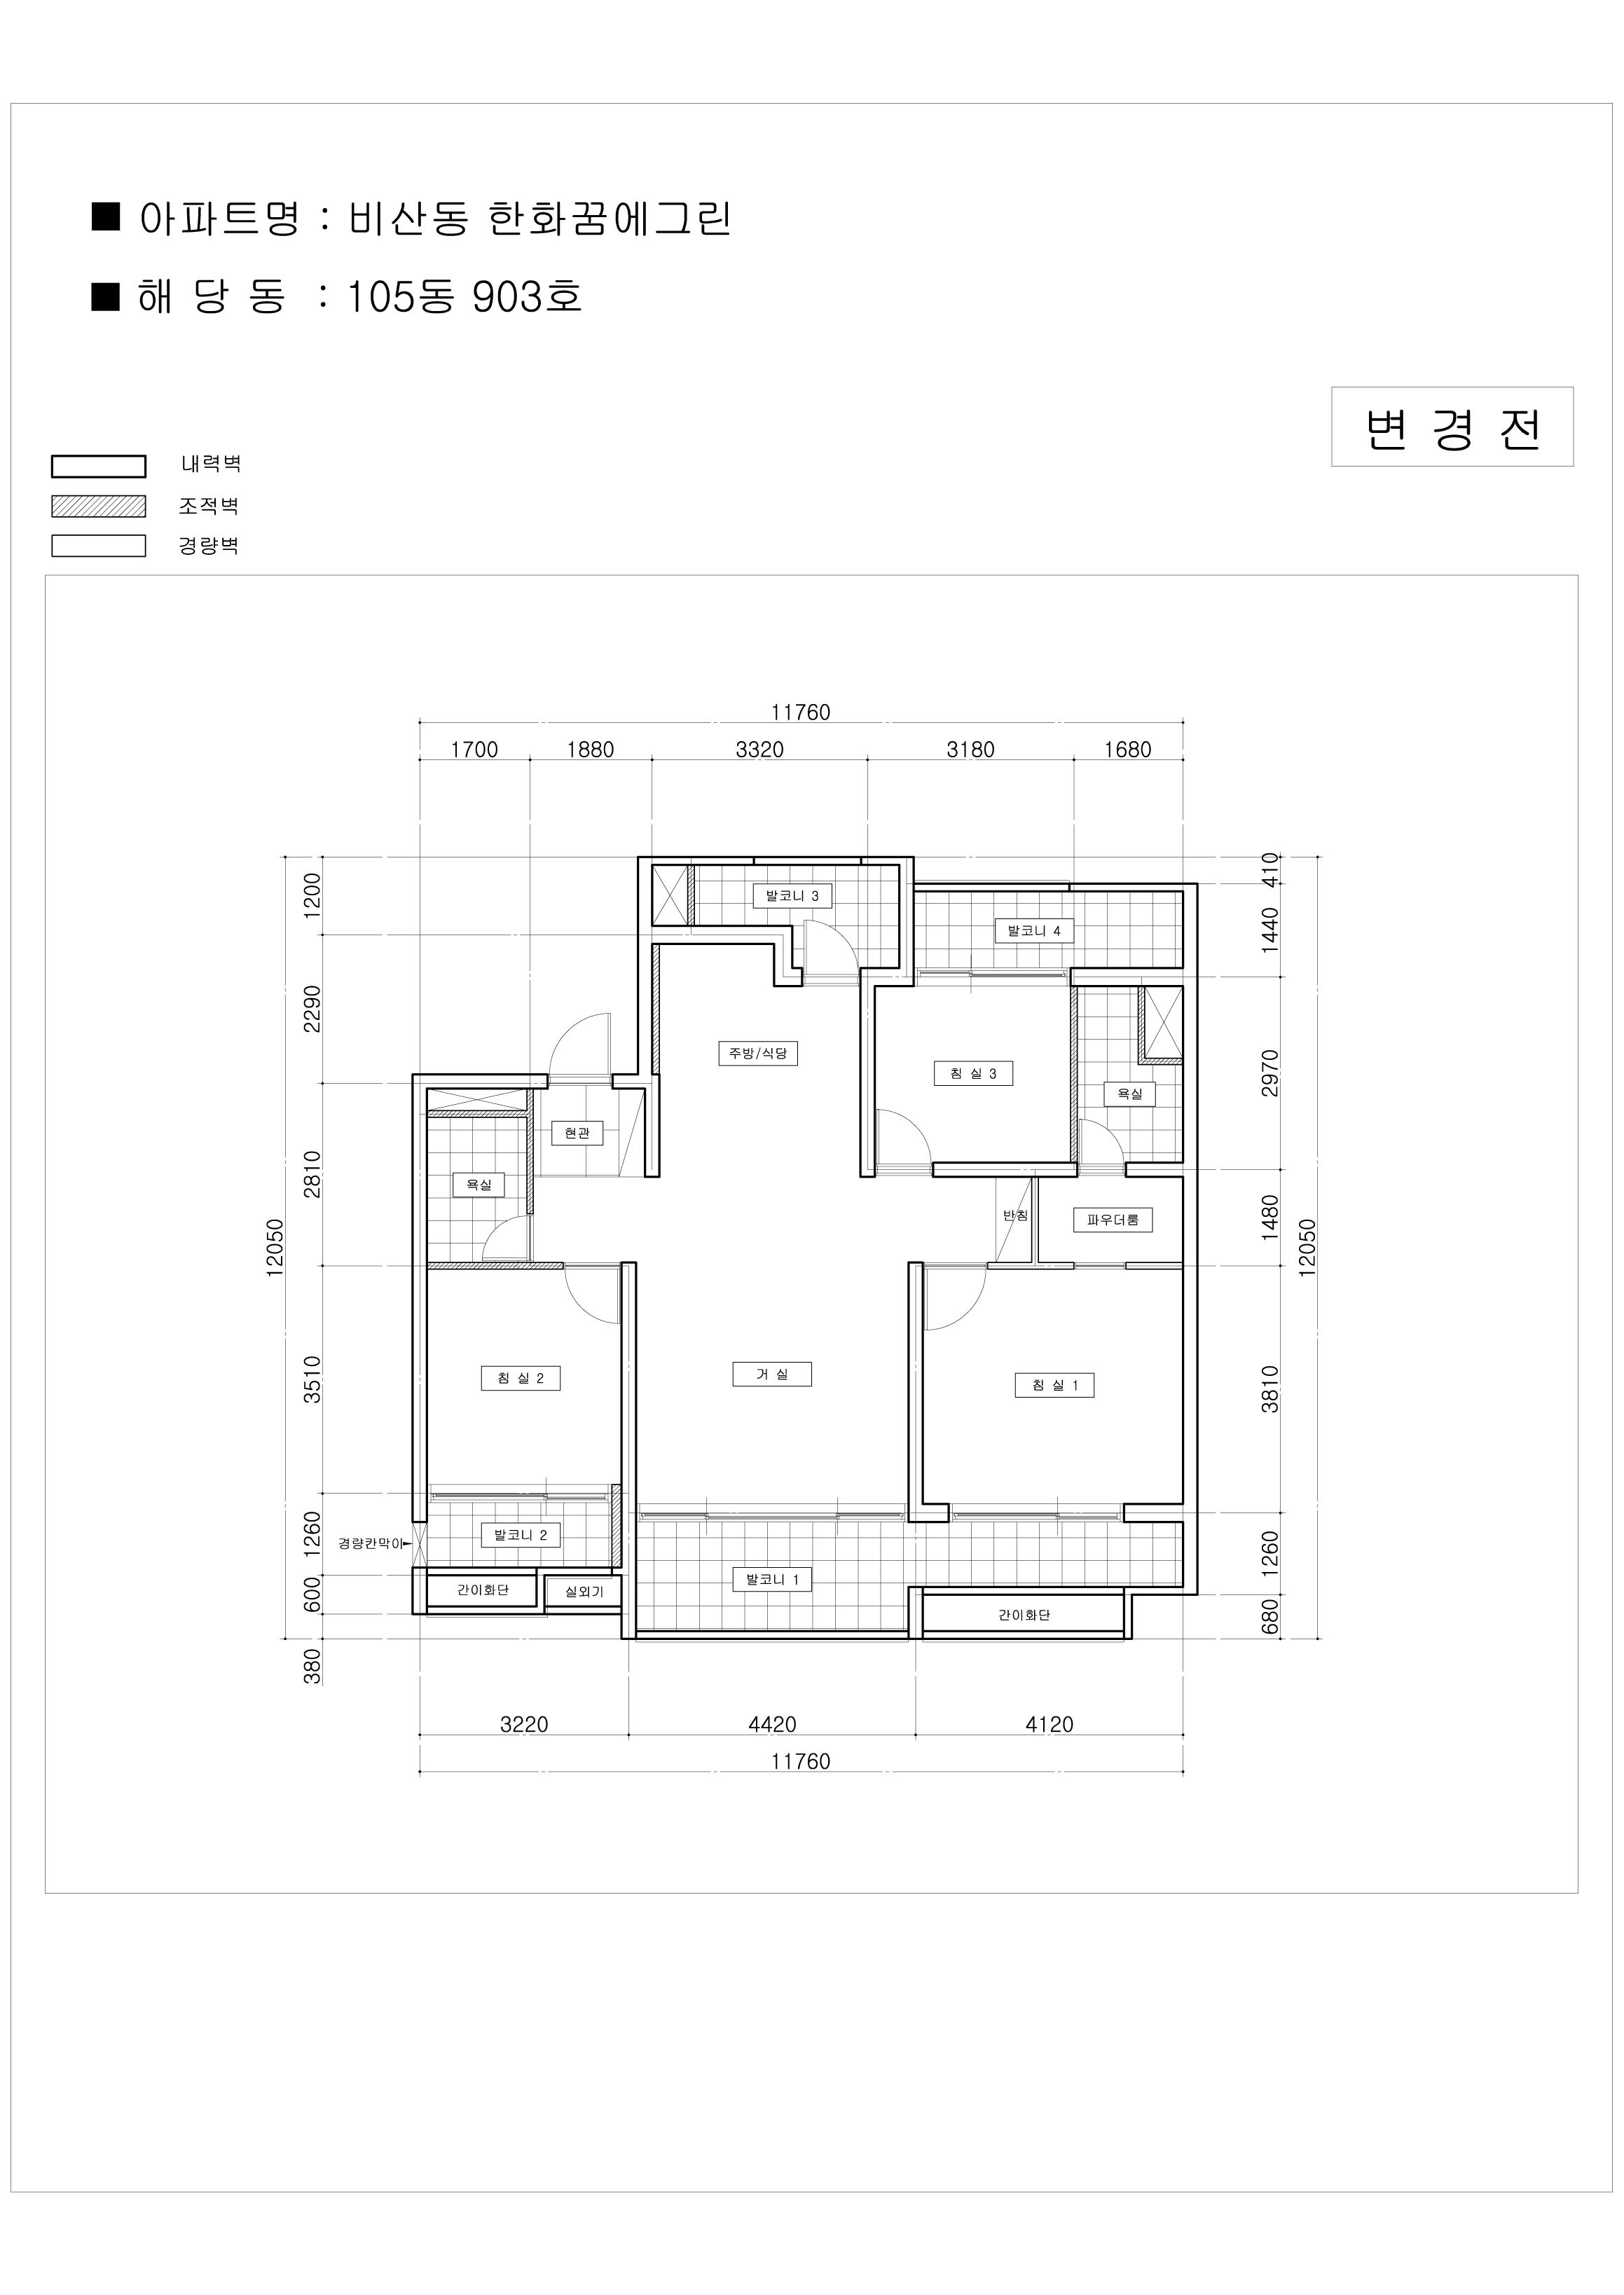 ■ 아파트명 : 비산동 한화꿈에그린
■ 해 당 동 : 105동 903호
변 경 전
내력벽
조적벽
경량벽
11760
1700 1880 3320 3180 1680
1200
2290
2810
3510
1260
600
380
12050
410
1440
2970
1480
3810
1260
680
12050
발코니 3
발코니 4
주방/식당
침 실 3
욕실
현관
욕실
반침
파우더룸
침 실 2
거 실
침 실 1
경량칸막이
발코니 2
발코니 1
간이화단
실외기
간이화단
3220 4420 4120
11760